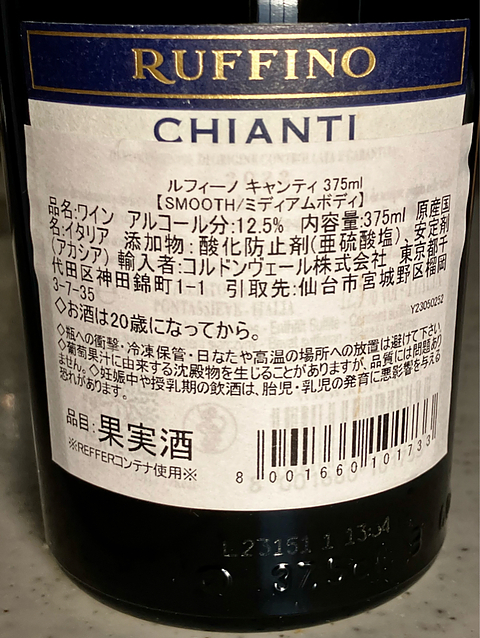 RUFFINO
CHIANTI
ルフィーノ キャンティ 375ml
【SMOOTH/ミディアムボディ】
品名:ワイン アルコール分:12.5% 内容量:375ml 原産国
名:イタリア 添加物:酸化防止剤(亜硫酸塩)、安定剤
(アカシア) 輸入者:コルドンヴェール株式会社 東京都千
代田区神田錦町1-1 引取先:仙台市宮城野区榴岡
3-7-35
Y23050252
◇お酒は20歳になってから。
◇瓶への衝撃・冷凍保管・日なたや高温の場所への放置は避けて下さい。
◇葡萄果汁に由来する沈殿物を生じることがありますが、品質には問題あり
ません。◇妊娠中や授乳期の飲酒は、胎児・乳児の発育に悪影響を与える
恐れがあります。
品目:果実酒
※REFFERコンテナ使用※
8 001660 101733
L 23151 1 13:34